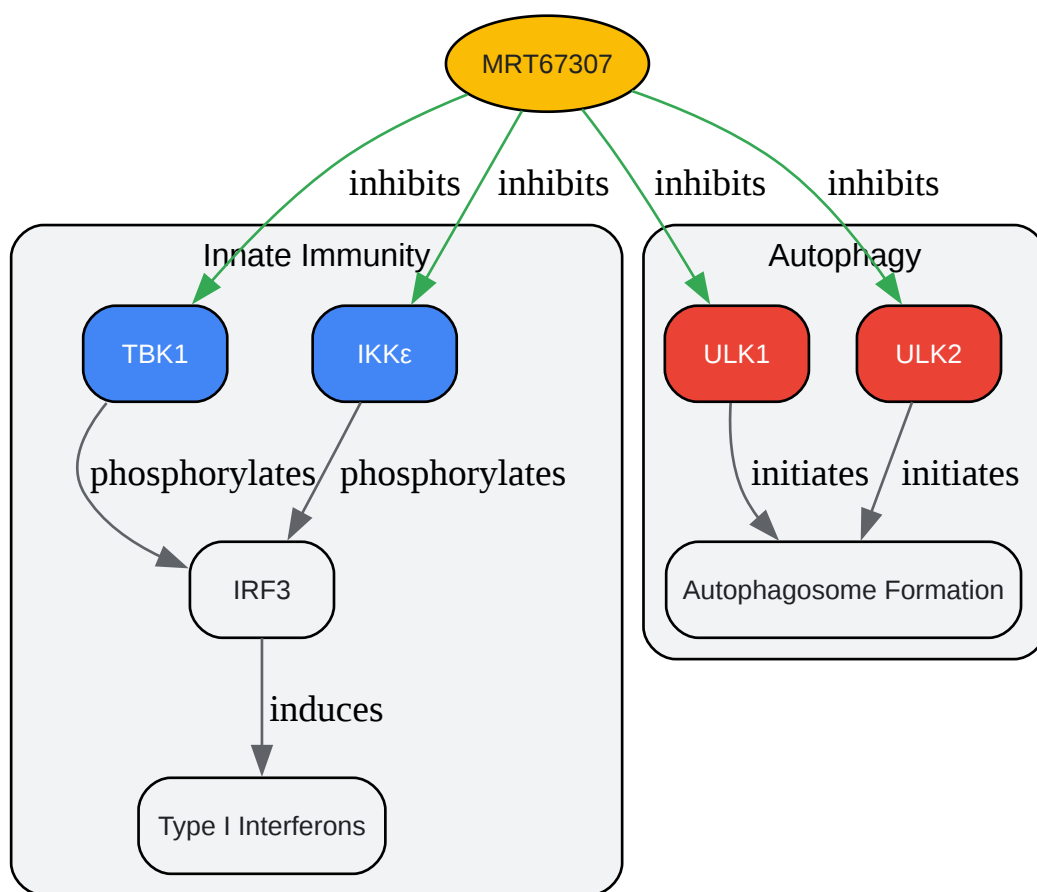 MRT67307
inhibits inhibits inhibits inhibits
Innate Immunity Autophagy
TBK1 IKKε ULK1 ULK2
phosphorylates phosphorylates initiates initiates
IRF3 Autophagosome Formation
induces
Type I Interferons